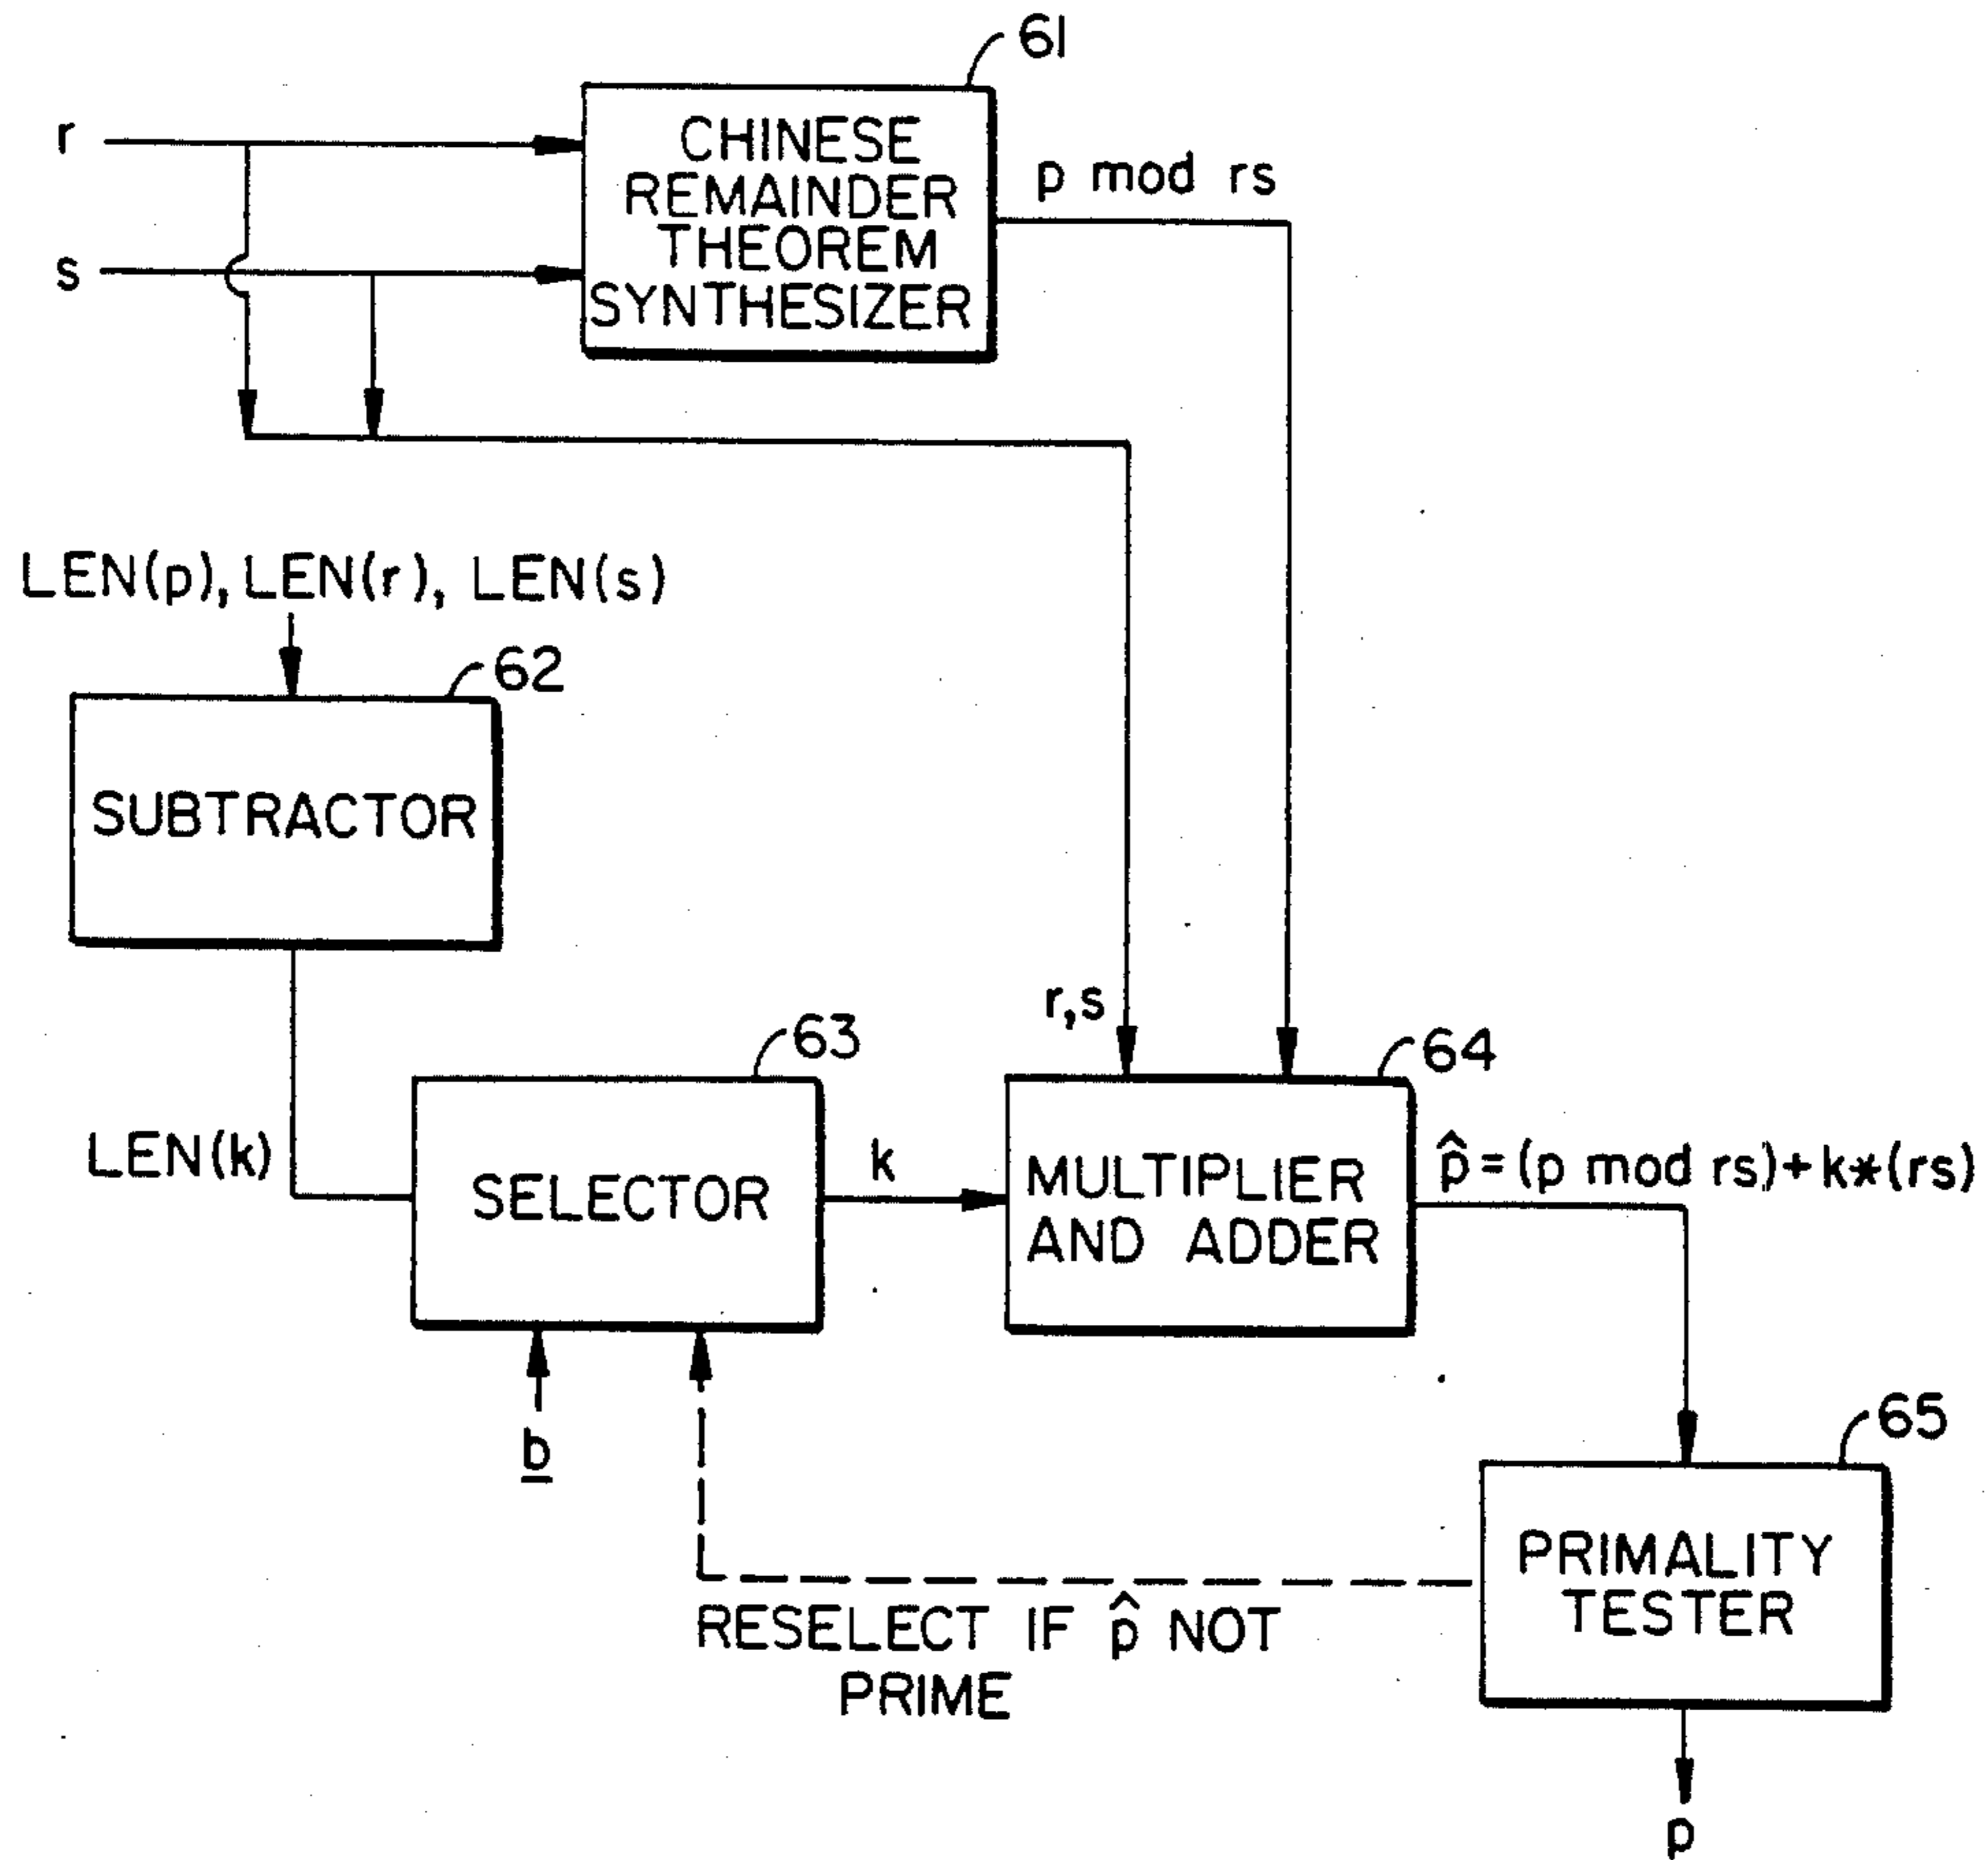 61
r
CHINESE
REMAINDER
THEOREM
SYNTHESIZER
p mod rs
s
LEN(p), LEN(r), LEN(s)
62
SUBTRACTOR
r,s
63
64
LEN(k)
SELECTOR
k
MULTIPLIER
AND ADDER
p̂=(p mod rs)+k*(rs)
b
65
PRIMALITY
TESTER
RESELECT IF p̂ NOT
PRIME
p